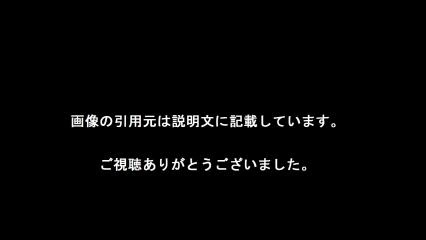 画像の引用元は説明文に記載しています。
ご視聴ありがとうございました。